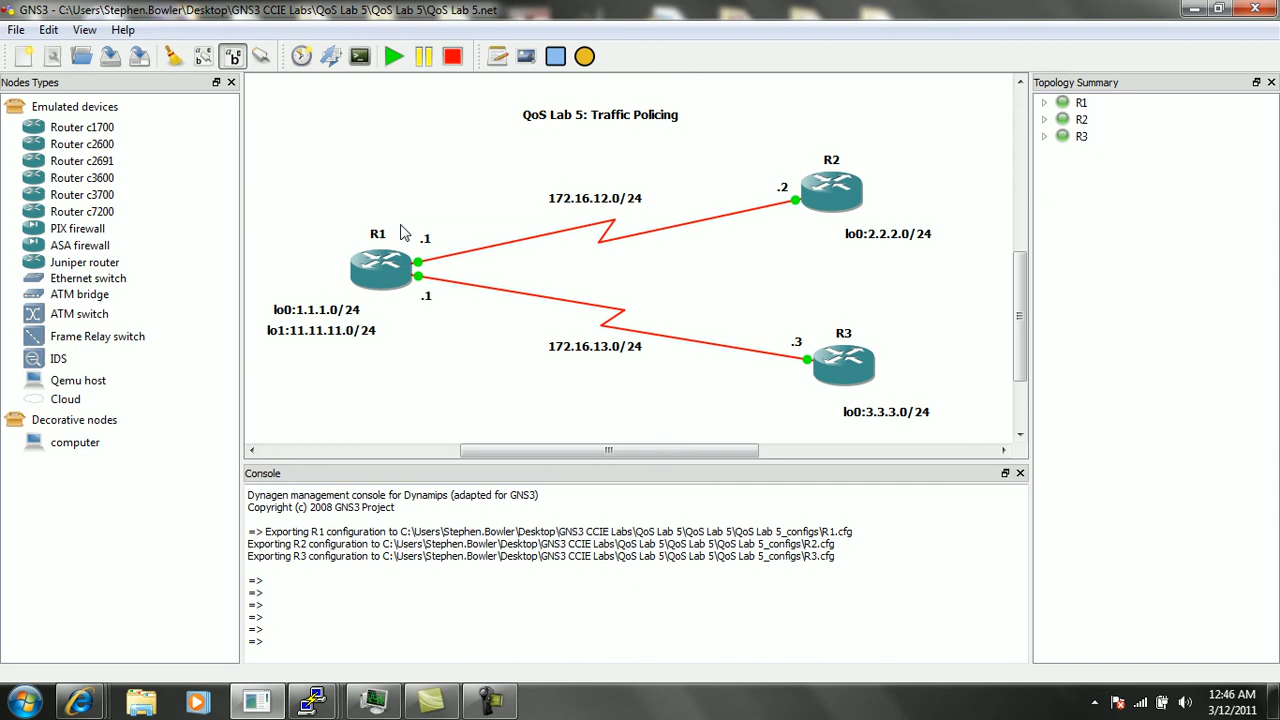 GNS3 - C:\Users\Stephen.Bowler\Desktop\GNS3 CCIE Labs\QoS Lab 5\QoS Lab 5\QoS Lab 5.net
File Edit View Help
Nodes Types
Emulated devices
Router c1700
Router c2600
Router c2691
Router c3600
Router c3700
Router c7200
PIX firewall
ASA firewall
Juniper router
Ethernet switch
ATM bridge
ATM switch
Frame Relay switch
IDS
Qemu host
Cloud
Decorative nodes
computer
QoS Lab 5: Traffic Policing
R2
.2
172.16.12.0/24
lo0:2.2.2.0/24
R1
.1
.1
lo0:1.1.1.0/24
lo1:11.11.11.0/24
172.16.13.0/24
R3
.3
lo0:3.3.3.0/24
Topology Summary
R1
R2
R3
Console
Dynagen management console for Dynamips (adapted for GNS3)
Copyright (c) 2008 GNS3 Project
=> Exporting R1 configuration to C:\Users\Stephen.Bowler\Desktop\GNS3 CCIE Labs\QoS Lab 5\QoS Lab 5\QoS Lab 5_configs\R1.cfg
Exporting R2 configuration to C:\Users\Stephen.Bowler\Desktop\GNS3 CCIE Labs\QoS Lab 5\QoS Lab 5\QoS Lab 5_configs\R2.cfg
Exporting R3 configuration to C:\Users\Stephen.Bowler\Desktop\GNS3 CCIE Labs\QoS Lab 5\QoS Lab 5\QoS Lab 5_configs\R3.cfg
=>
=>
=>
=>
=>
=>
12:46 AM
3/12/2011